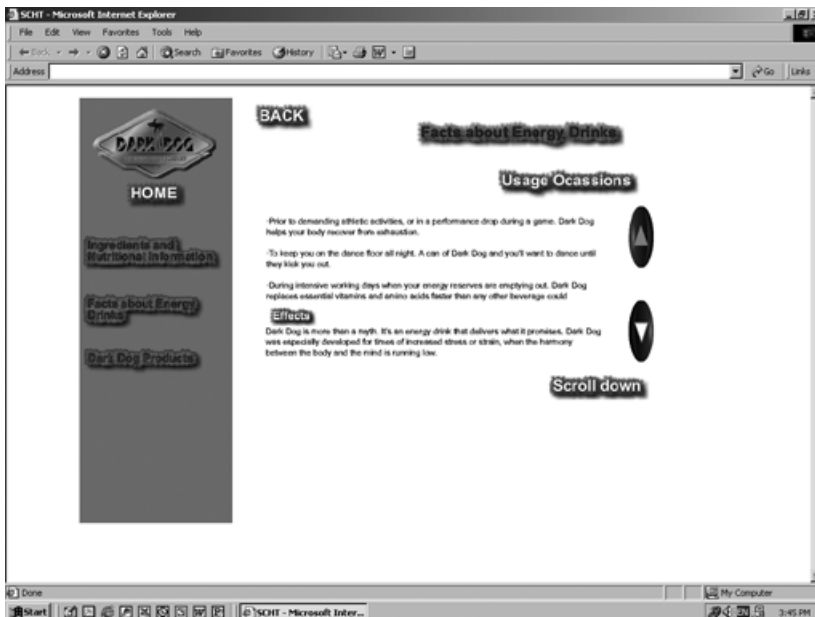 SCHT - Microsoft Internet Explorer
File Edit View Favorites Tools Help
Back Search Favorites History
Address Go Links
DARK DOG
HOME
Ingredients and
Nutritional Information
Facts about Energy
Drinks
Dark Dog Products
BACK
Facts about Energy Drinks
Usage Ocassions
·Prior to demanding athletic activities, or in a performance drop during a game. Dark Dog
helps your body recover from exhaustion.
·To keep you on the dance floor all night. A can of Dark Dog and you'll want to dance until
they kick you out.
·During intensive working days when your energy reserves are emptying out. Dark Dog
replaces essential vitamins and amino acids faster than any other beverage could
Effects
Dark Dog is more than a myth. It's an energy drink that delivers what it promises. Dark Dog
was especially developed for times of increased stress or strain, when the harmony
between the body and the mind is running low.
Scroll down
Done My Computer
Start SCHT - Microsoft Inter... EN 3:45 PM